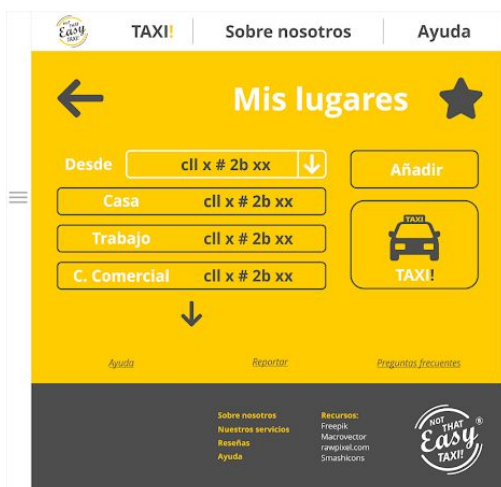 NOT THAT Easy TAXI!
TAXI! Sobre nosotros Ayuda
Mis lugares
Desde cll x # 2b xx Añadir
Casa cll x # 2b xx
Trabajo cll x # 2b xx
TAXI
C. Comercial cll x # 2b xx TAXI!
Ayuda Reportar Preguntas frecuentes
Sobre nosotros
Nuestros servicios
Reseñas
Ayuda
Recursos:
Freepik
Macrovector
rawpixel.com
Smashicons
NOT
THAT
Easy
TAXI!
®